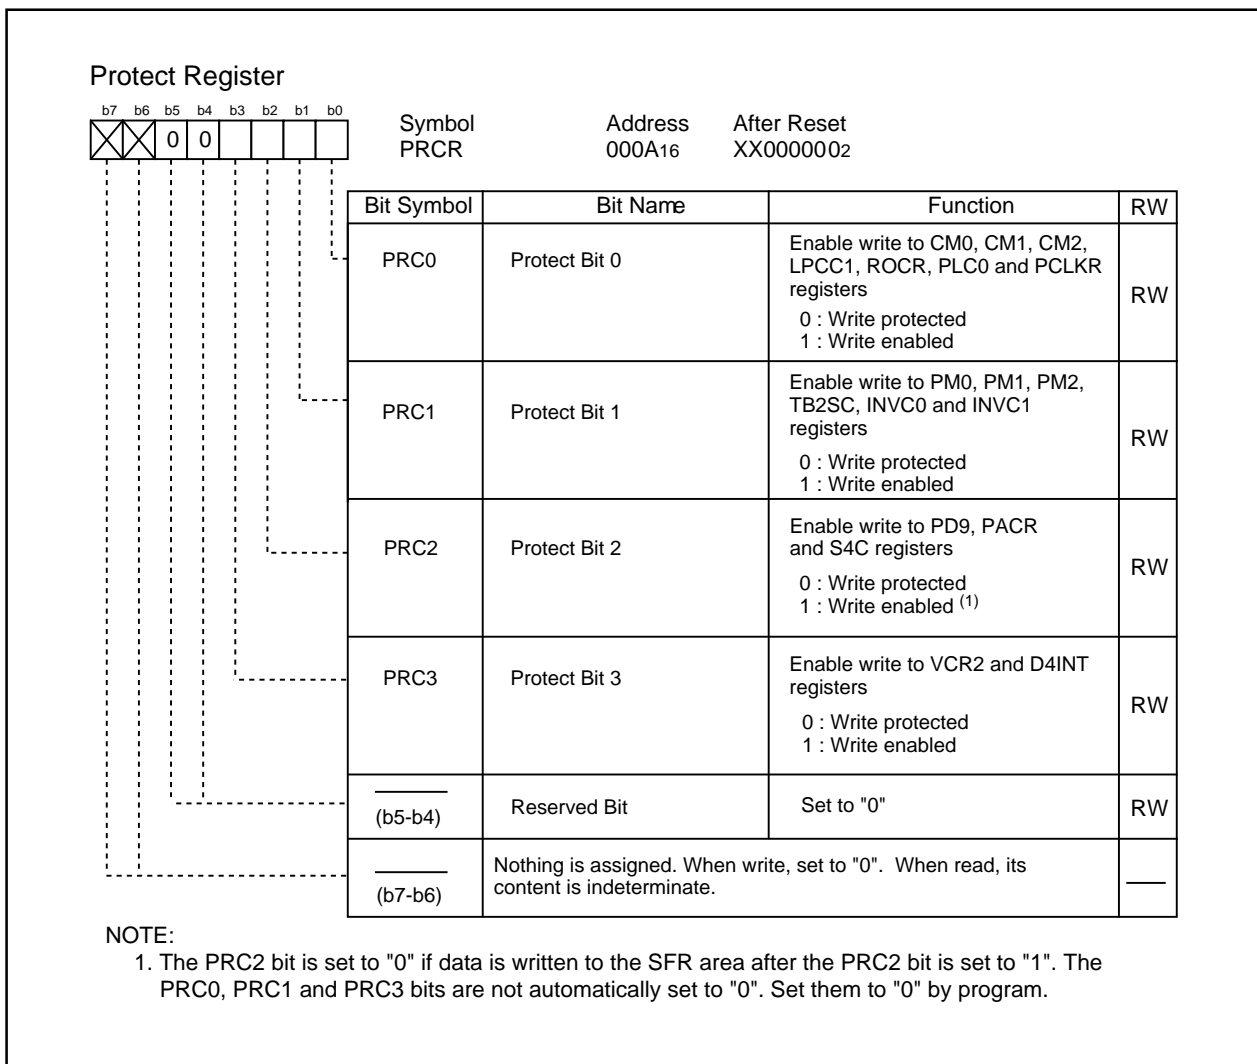 Protect Register
b7 b6 b5 b4 b3 b2 b1 b0
0 0
Symbol Address After Reset
PRCR 000A16 XX0000002
Bit Symbol Bit Name Function RW
PRC0 Protect Bit 0 Enable write to CM0, CM1, CM2,
LPCC1, ROCR, PLC0 and PCLKR
registers
0 : Write protected
1 : Write enabled
RW
PRC1 Protect Bit 1 Enable write to PM0, PM1, PM2,
TB2SC, INVC0 and INVC1
registers
0 : Write protected
1 : Write enabled
RW
PRC2 Protect Bit 2 Enable write to PD9, PACR
and S4C registers
0 : Write protected
1 : Write enabled (1)
RW
PRC3 Protect Bit 3 Enable write to VCR2 and D4INT
registers
0 : Write protected
1 : Write enabled
RW
(b5-b4) Reserved Bit Set to "0" RW
(b7-b6) Nothing is assigned. When write, set to "0". When read, its
content is indeterminate.
NOTE:
1. The PRC2 bit is set to "0" if data is written to the SFR area after the PRC2 bit is set to "1". The
PRC0, PRC1 and PRC3 bits are not automatically set to "0". Set them to "0" by program.